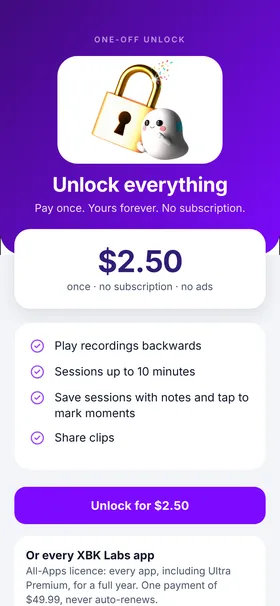 ONE-OFF UNLOCK
Unlock everything
Pay once. Yours forever. No subscription.
$2.50
once · no subscription · no ads
Play recordings backwards
Sessions up to 10 minutes
Save sessions with notes and tap to
mark moments
Share clips
Unlock for $2.50
Or every XBK Labs app
All-Apps licence: every app, including Ultra
Premium, for a full year. One payment of
$49.99, never auto-renews.